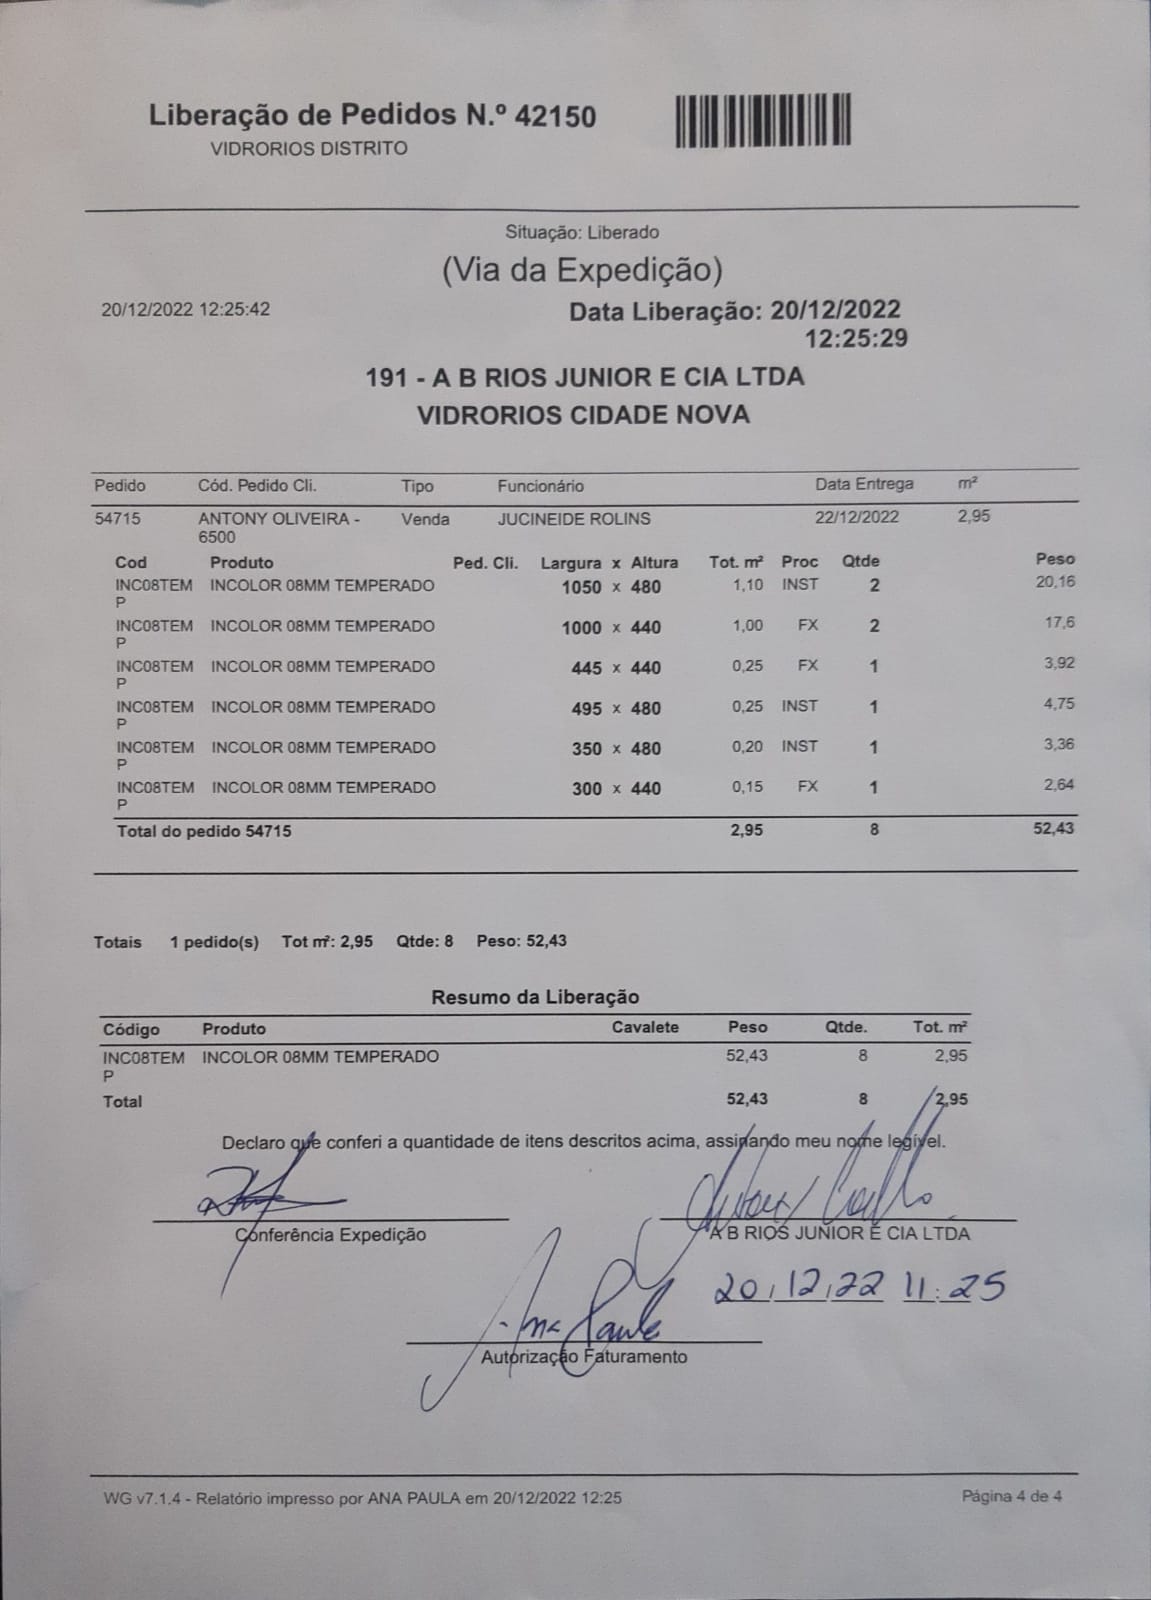 Liberação de Pedidos N.º 42150
VIDRORIOS DISTRITO
Situação: Liberado
(Via da Expedição)
20/12/2022 12:25:42 Data Liberação: 20/12/2022
12:25:29
191 - A B RIOS JUNIOR E CIA LTDA
VIDRORIOS CIDADE NOVA
Pedido Cód. Pedido Cli. Tipo Funcionário Data Entrega m²
54715 ANTONY OLIVEIRA - Venda JUCINEIDE ROLINS 22/12/2022 2,95
6500
Cod Produto Ped. Cli. Largura x Altura Tot. m² Proc Qtde Peso
INC08TEM INCOLOR 08MM TEMPERADO 1050 x 480 1,10 INST 2 20,16
P
INC08TEM INCOLOR 08MM TEMPERADO 1000 x 440 1,00 FX 2 17,6
P
INC08TEM INCOLOR 08MM TEMPERADO 445 x 440 0,25 FX 1 3,92
P
INC08TEM INCOLOR 08MM TEMPERADO 495 x 480 0,25 INST 1 4,75
P
INC08TEM INCOLOR 08MM TEMPERADO 350 x 480 0,20 INST 1 3,36
P
INC08TEM INCOLOR 08MM TEMPERADO 300 x 440 0,15 FX 1 2,64
P
Total do pedido 54715 2,95 8 52,43
Totais 1 pedido(s) Tot m²: 2,95 Qtde: 8 Peso: 52,43
Resumo da Liberação
Código Produto Cavalete Peso Qtde. Tot. m²
INC08TEM INCOLOR 08MM TEMPERADO 52,43 8 2,95
P
Total 52,43 8 2,95
Declaro que conferi a quantidade de itens descritos acima, assinando meu nome legível.
Conferência Expedição A B RIOS JUNIOR E CIA LTDA
20,12,22 11:25
Ana Paula
Autorização Faturamento
WG v7.1.4 - Relatório impresso por ANA PAULA em 20/12/2022 12:25 Página 4 de 4